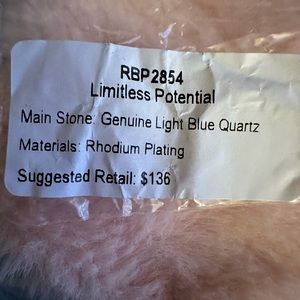 RBP2854
Limitless Potential
Main Stone: Genuine Light Blue Quartz
Materials: Rhodium Plating
Suggested Retail: $136